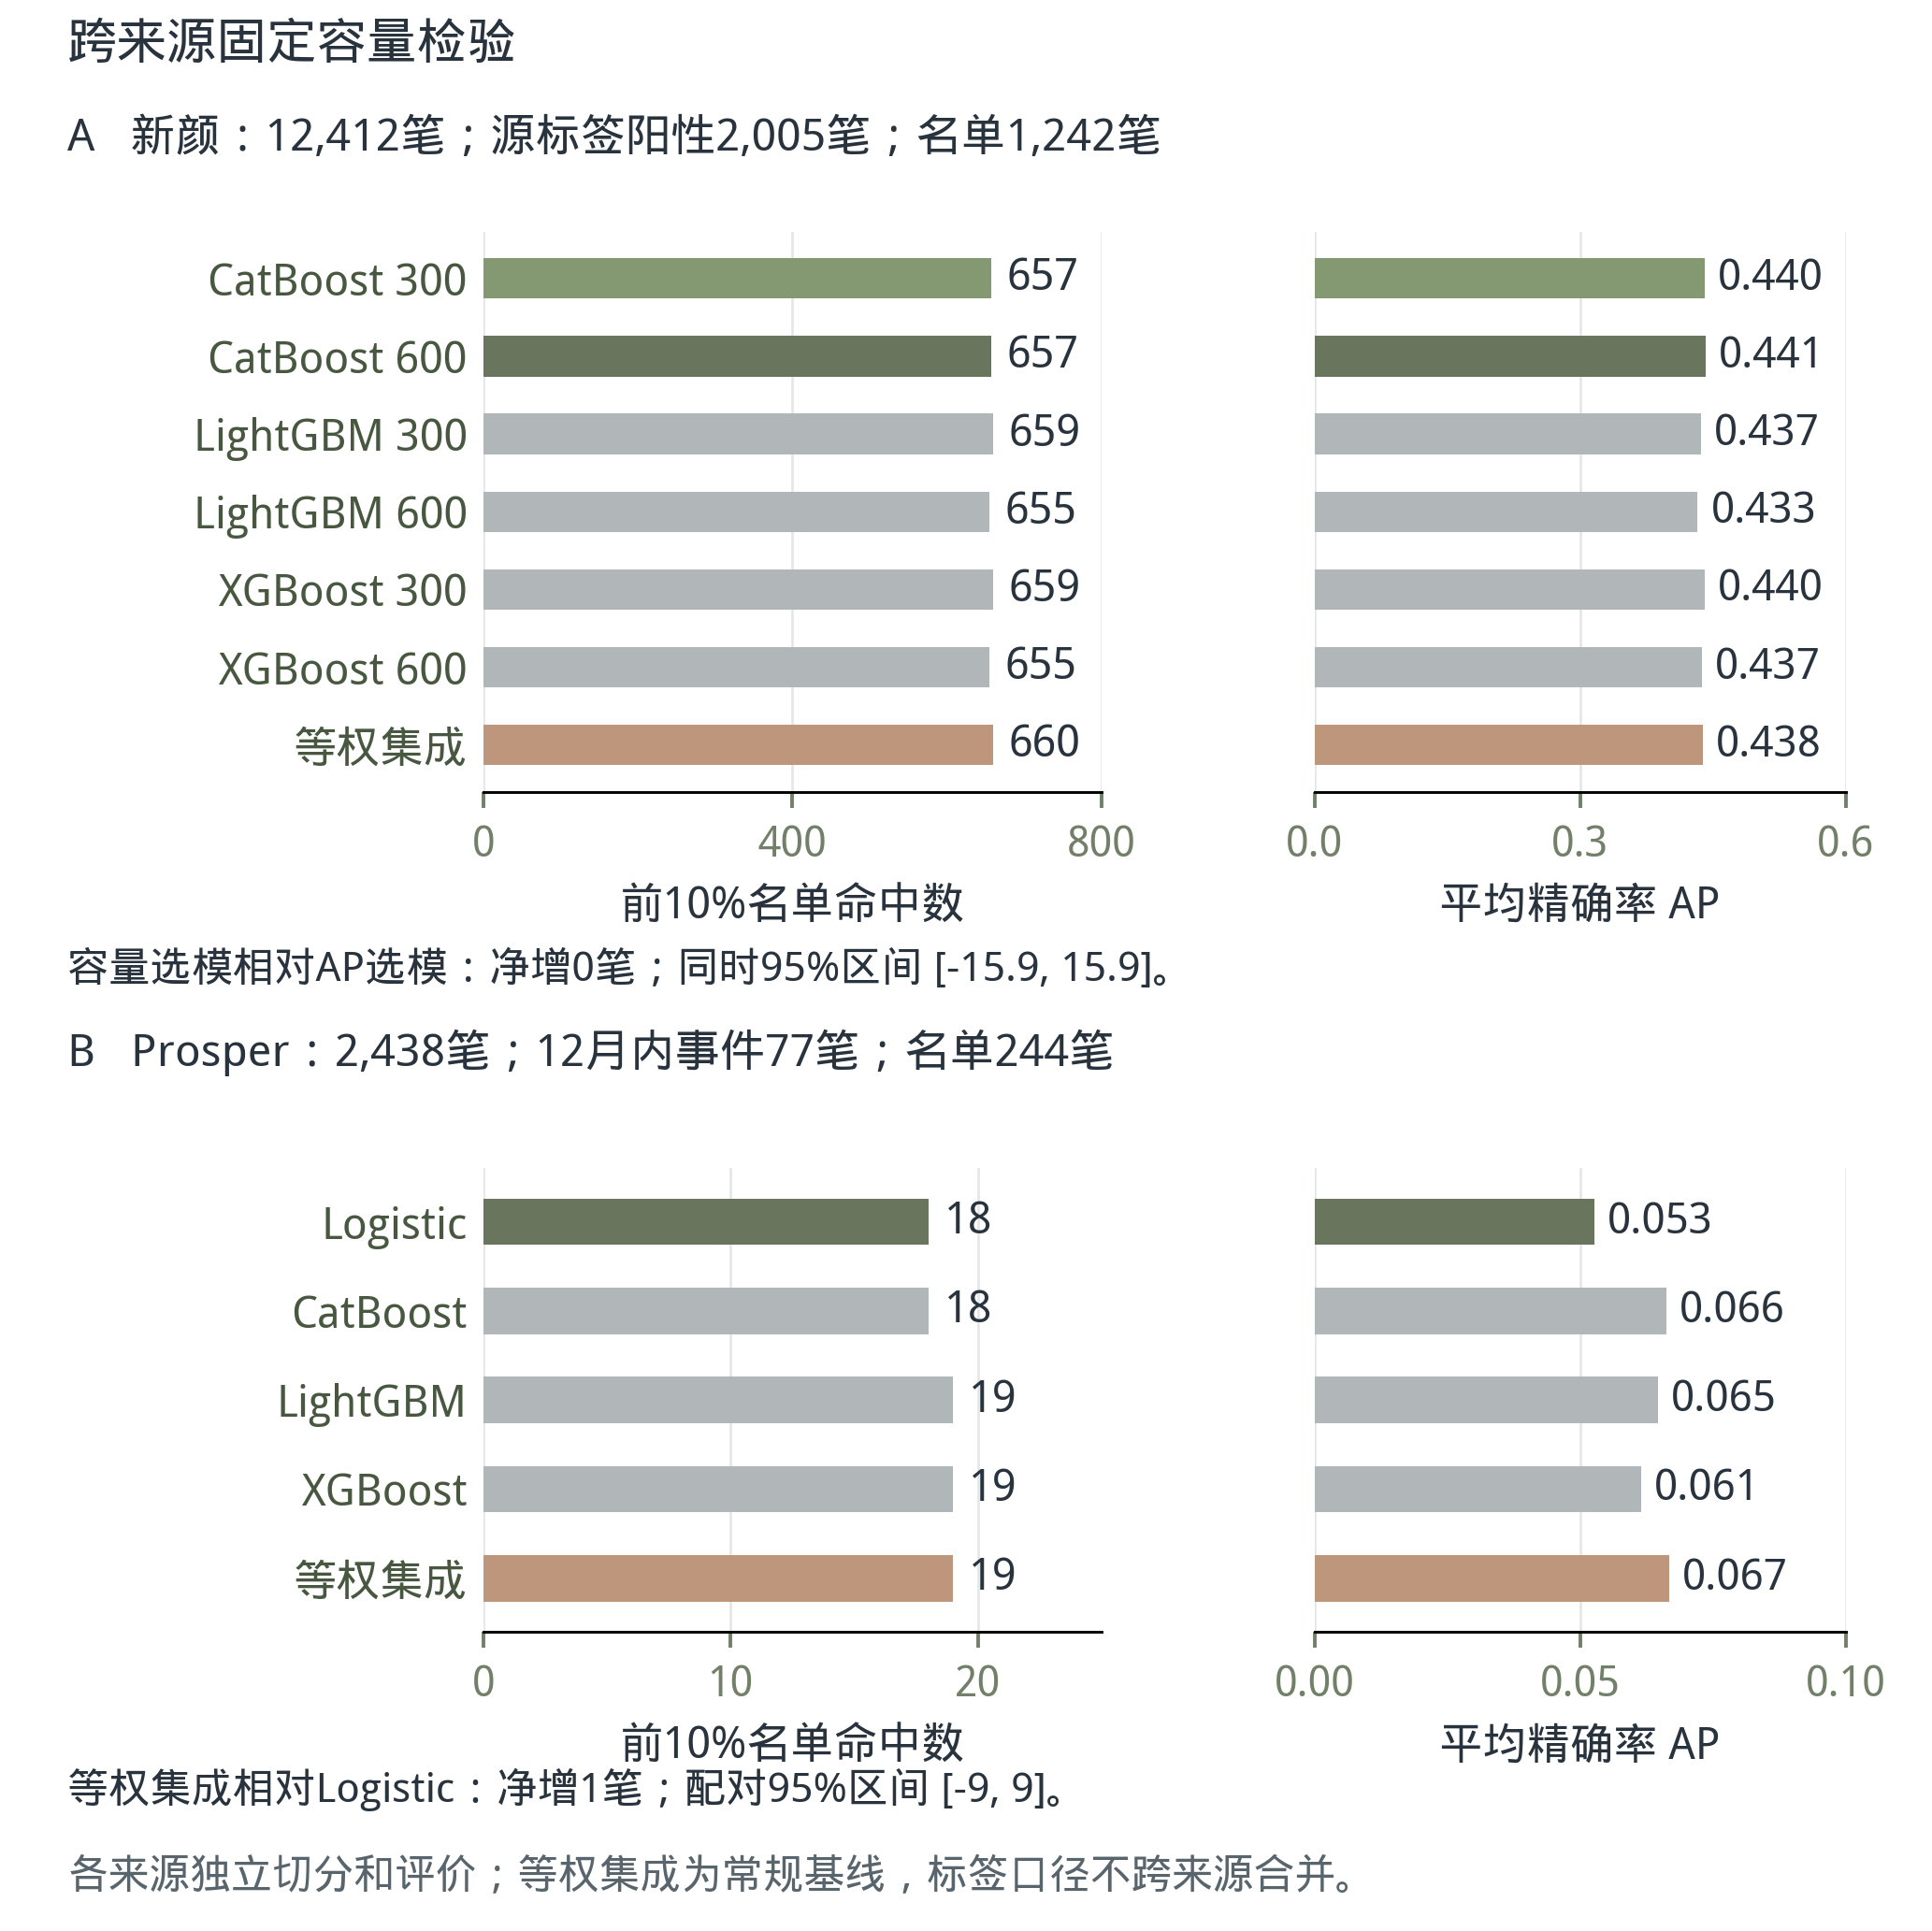 跨来源固定容量检验
A 新颜：12,412笔；源标签阳性2,005笔；名单1,242笔
CatBoost 300 657 0.440
CatBoost 600 657 0.441
LightGBM 300 659 0.437
LightGBM 600 655 0.433
XGBoost 300 659 0.440
XGBoost 600 655 0.437
等权集成 660 0.438
0 400 800 0.0 0.3 0.6
前10%名单命中数 平均精确率 AP
容量选模相对AP选模：净增0笔；同时95%区间 [-15.9, 15.9]。
B Prosper：2,438笔；12月内事件77笔；名单244笔
Logistic 18 0.053
CatBoost 18 0.066
LightGBM 19 0.065
XGBoost 19 0.061
等权集成 19 0.067
0 10 20 0.00 0.05 0.10
前10%名单命中数 平均精确率 AP
等权集成相对Logistic：净增1笔；配对95%区间 [-9, 9]。
各来源独立切分和评价；等权集成为常规基线，标签口径不跨来源合并。